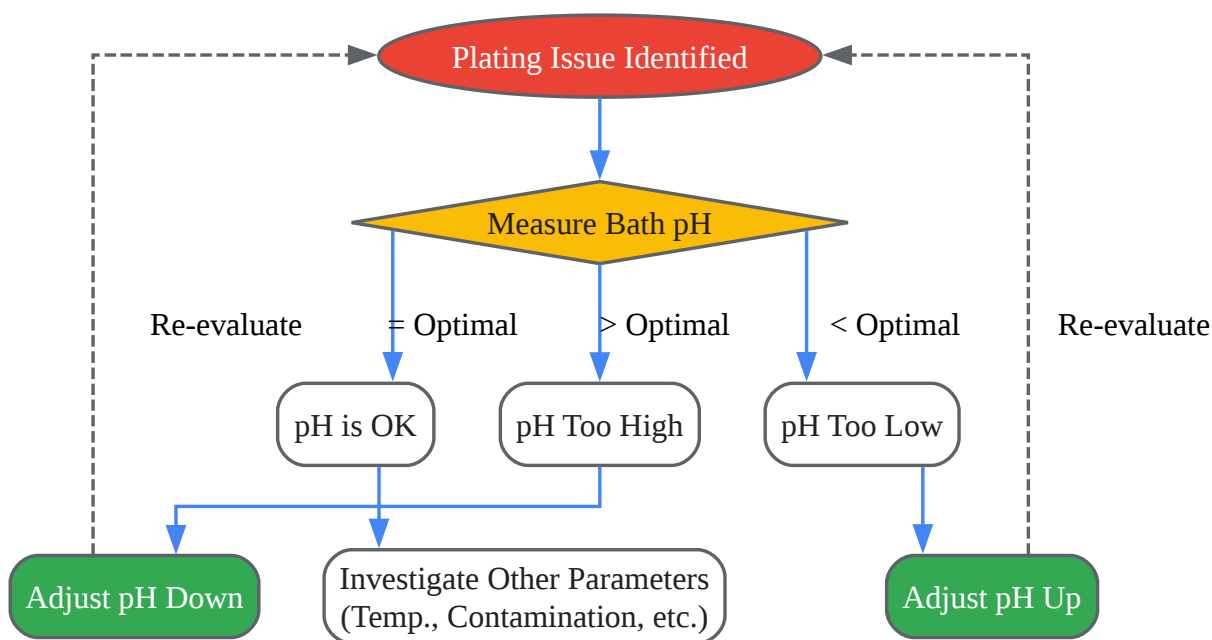 Plating Issue Identified
Measure Bath pH
Re-evaluate
= Optimal
> Optimal
< Optimal
Re-evaluate
pH is OK
pH Too High
pH Too Low
Adjust pH Down
Investigate Other Parameters
(Temp., Contamination, etc.)
Adjust pH Up